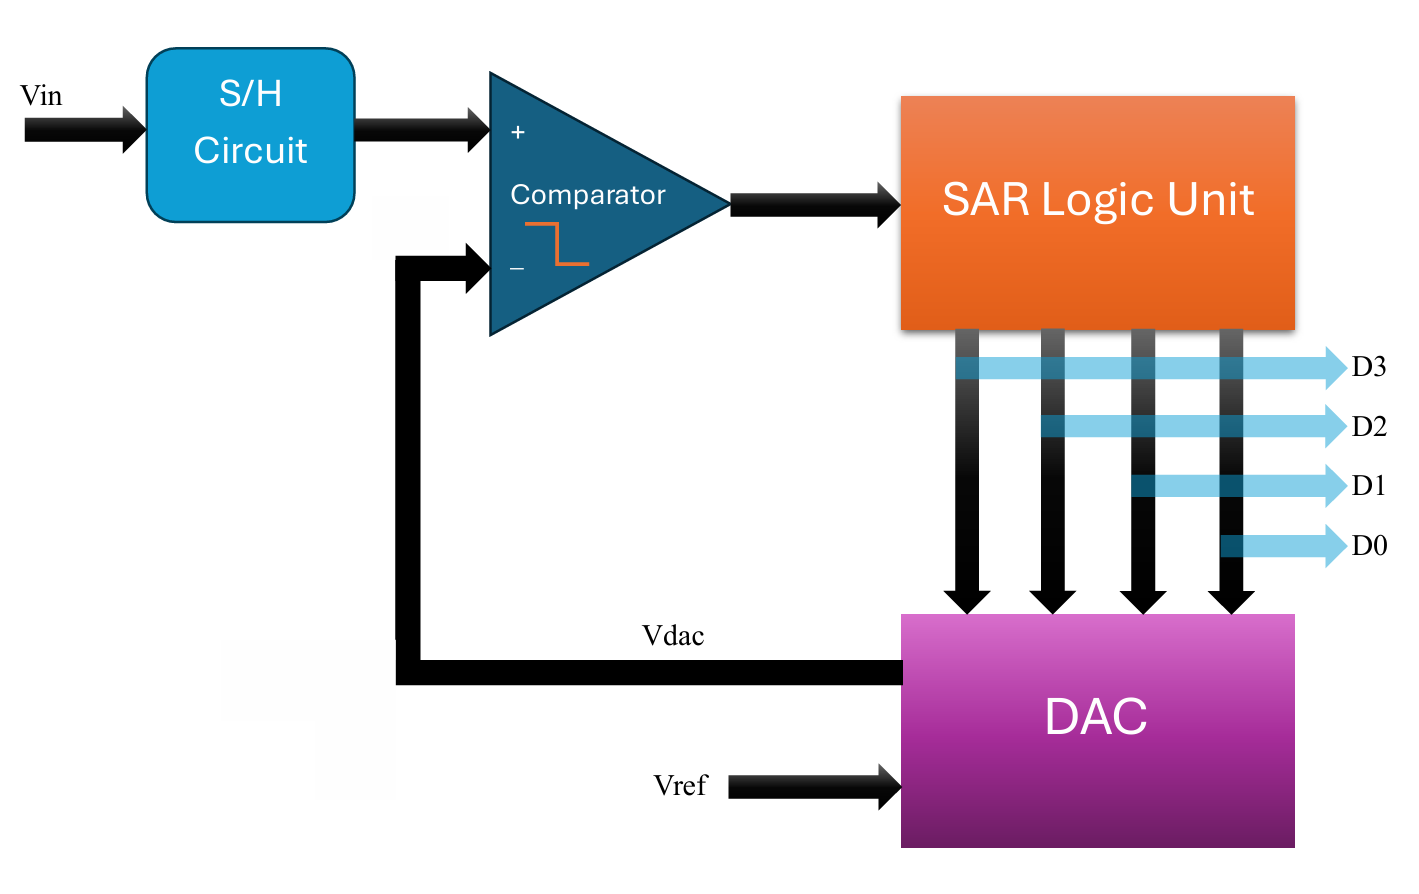 Vin
S/H
Circuit
+
Comparator
–
SAR Logic Unit
D3
D2
D1
D0
Vdac
DAC
Vref